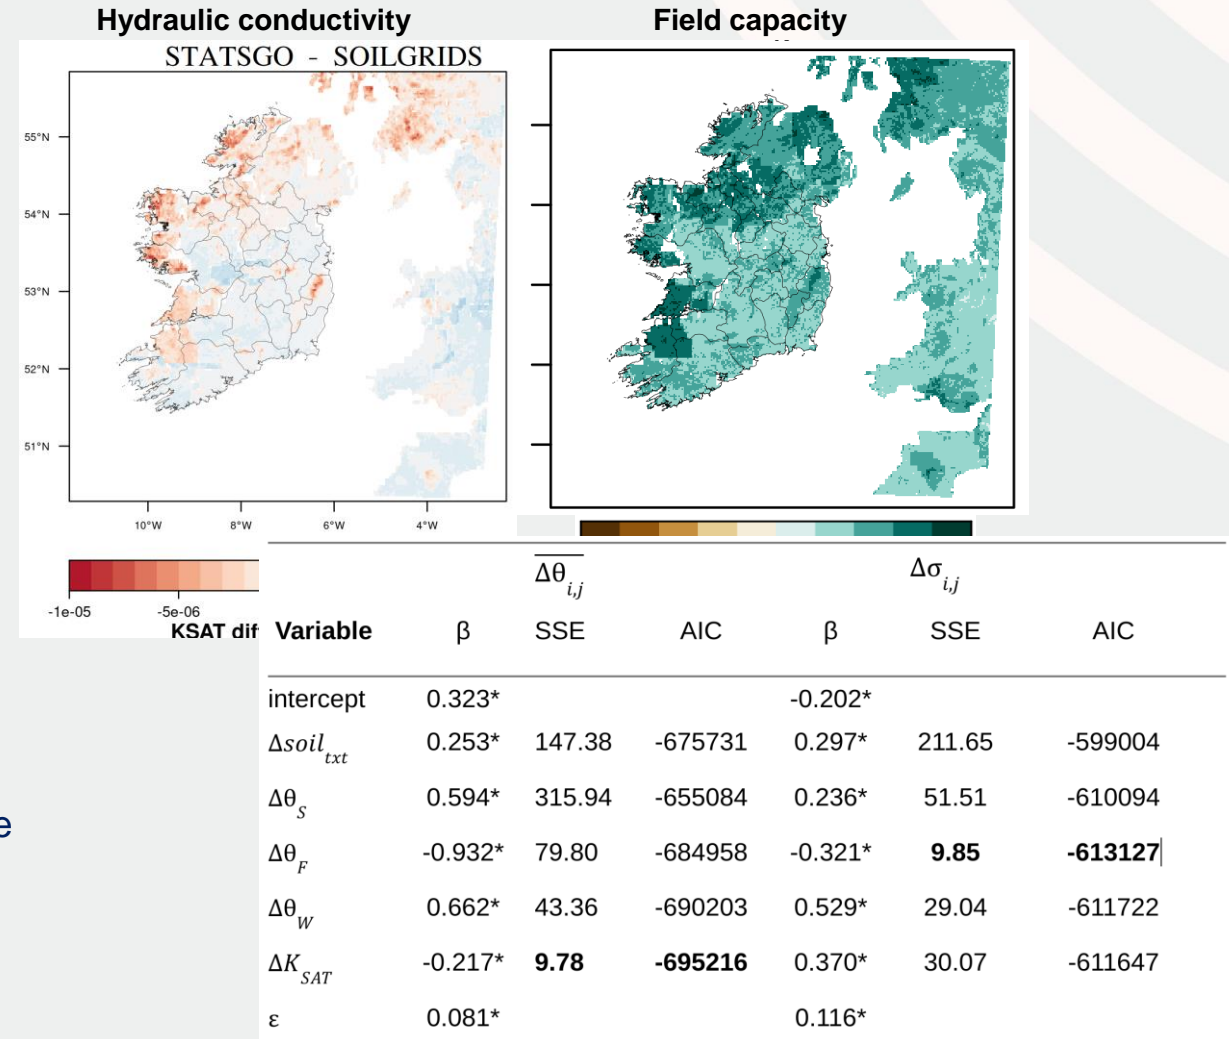 Hydraulic conductivity
Field capacity
STATSGO - SOILGRIDS
55°N
54°N
53°N
52°N
51°N
10°W 8°W 6°W 4°W
-1e-05 -5e-06
KSAT dif
Δθ i,j Δσ i,j
Variable β SSE AIC β SSE AIC
intercept 0.323* -0.202*
Δsoil txt 0.253* 147.38 -675731 0.297* 211.65 -599004
Δθ S 0.594* 315.94 -655084 0.236* 51.51 -610094
Δθ F -0.932* 79.80 -684958 -0.321* 9.85 -613127
Δθ W 0.662* 43.36 -690203 0.529* 29.04 -611722
ΔK SAT -0.217* 9.78 -695216 0.370* 30.07 -611647
ε 0.081* 0.116*
e